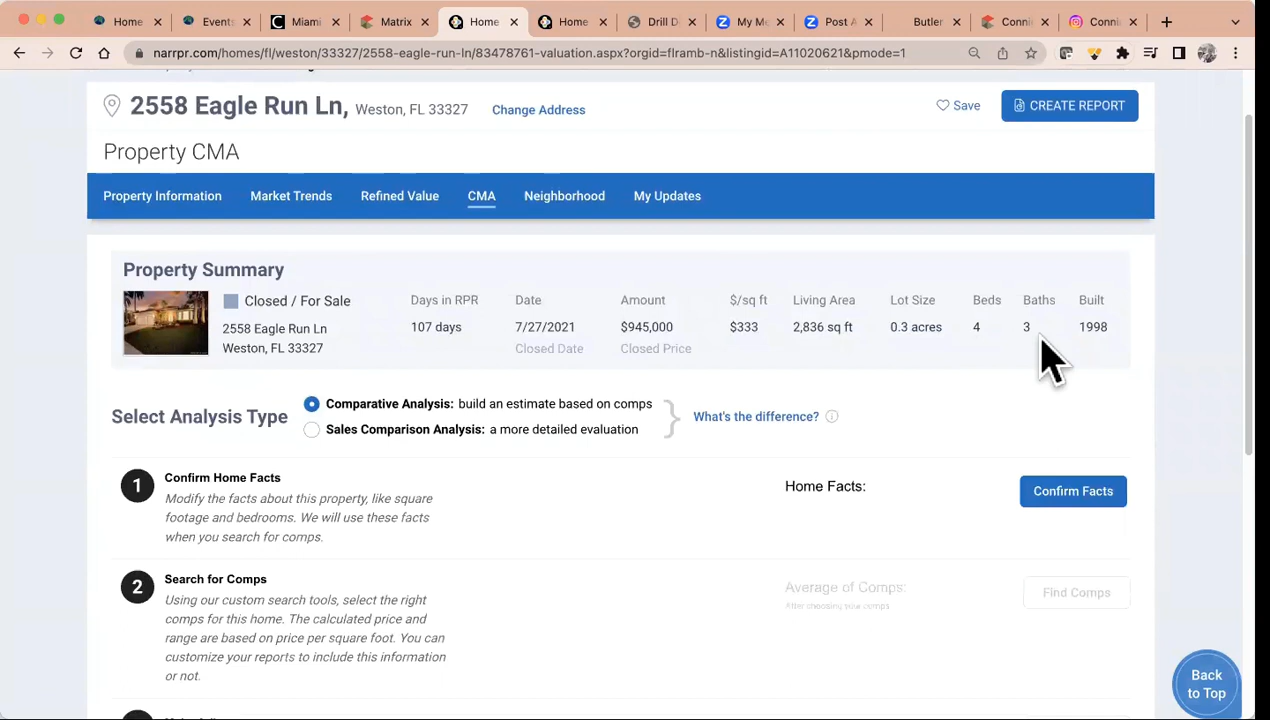 Home
Events
Miami
Matrix
Home
Home
Drill D
My M
Post A
Butler
Conni
Conni
narrpr.com/homes/fl/weston/33327/2558-eagle-run-ln/83478761-valuation.aspx?orgid=flramb-n&listingid=A11020621&pmode=1
2558 Eagle Run Ln, Weston, FL 33327 Change Address
Save
CREATE REPORT
Property CMA
Property Information Market Trends Refined Value CMA Neighborhood My Updates
Property Summary
Closed / For Sale Days in RPR Date Amount $/sq ft Living Area Lot Size Beds Baths Built
2558 Eagle Run Ln 107 days 7/27/2021 $945,000 $333 2,836 sq ft 0.3 acres 4 3 1998
Weston, FL 33327 Closed Date Closed Price
Select Analysis Type
Comparative Analysis: build an estimate based on comps
Sales Comparison Analysis: a more detailed evaluation
What's the difference?
1 Confirm Home Facts
Modify the facts about this property, like square
footage and bedrooms. We will use these facts
when you search for comps.
Home Facts:
Confirm Facts
2 Search for Comps
Using our custom search tools, select the right
comps for this home. The calculated price and
range are based on price per square foot. You can
customize your reports to include this information
or not.
Average of Comps:
After choosing your comps
Find Comps
Back
to Top